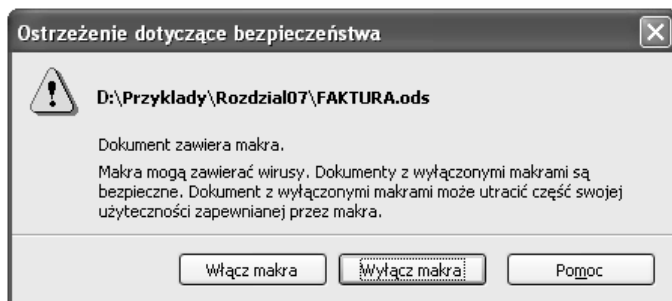 Ostrzeżenie dotyczące bezpieczeństwa
D:\Przyklady\Rozdzial07\FAKTURA.ods
Dokument zawiera makra.
Makra mogą zawierać wirusy. Dokumenty z wyłączonymi makrami są
bezpieczne. Dokument z wyłączonymi makrami może utracić część swojej
użyteczności zapewnianej przez makra.
Włącz makra Wyłącz makra Pomoc